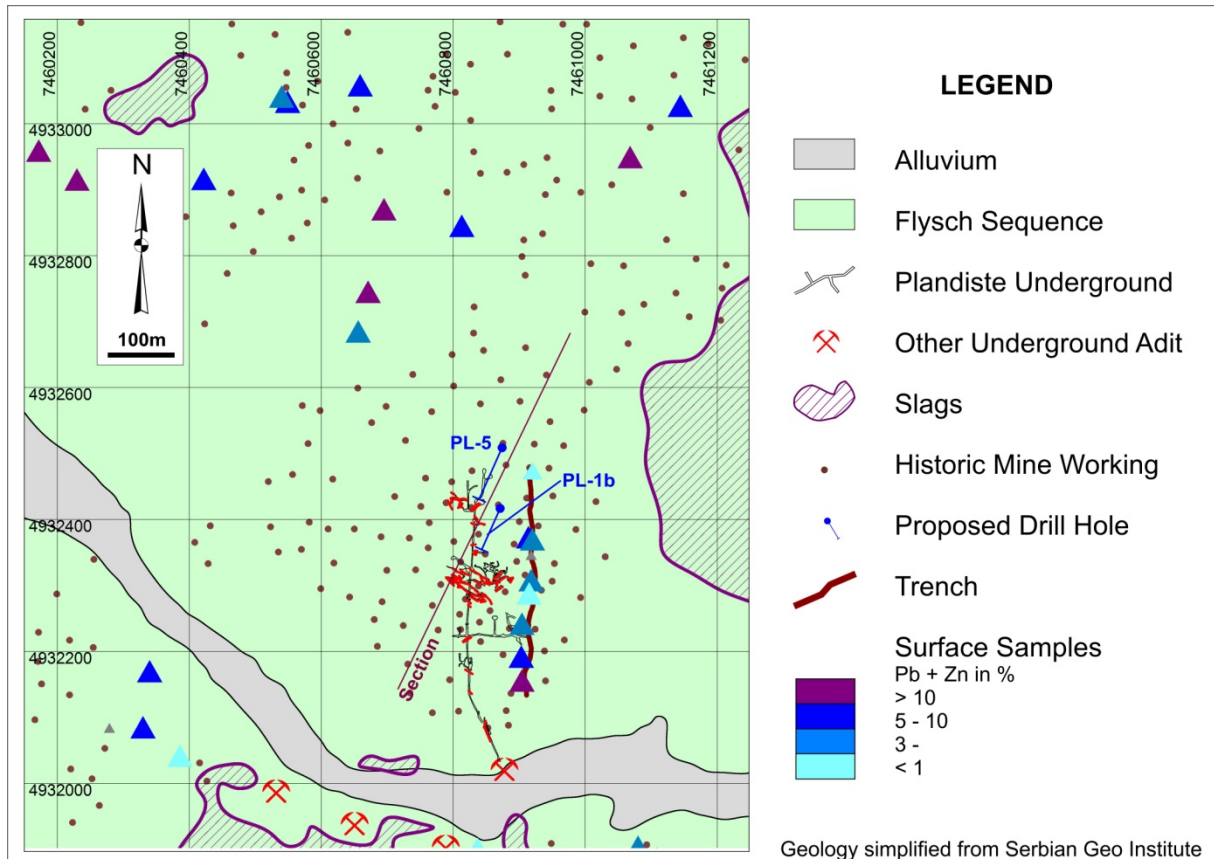 7460200
7460400
7460600
7460800
7461000
7461200
4933000
N
100m
4932800
4932600
PL-5
PL-1b
4932400
4932200
Section
4932000
LEGEND
Alluvium
Flysch Sequence
Plandiste Underground
Other Underground Adit
Slags
Historic Mine Working
Proposed Drill Hole
Trench
Surface Samples
Pb + Zn in %
> 10
5 - 10
3 -
< 1
Geology simplified from Serbian Geo Institute